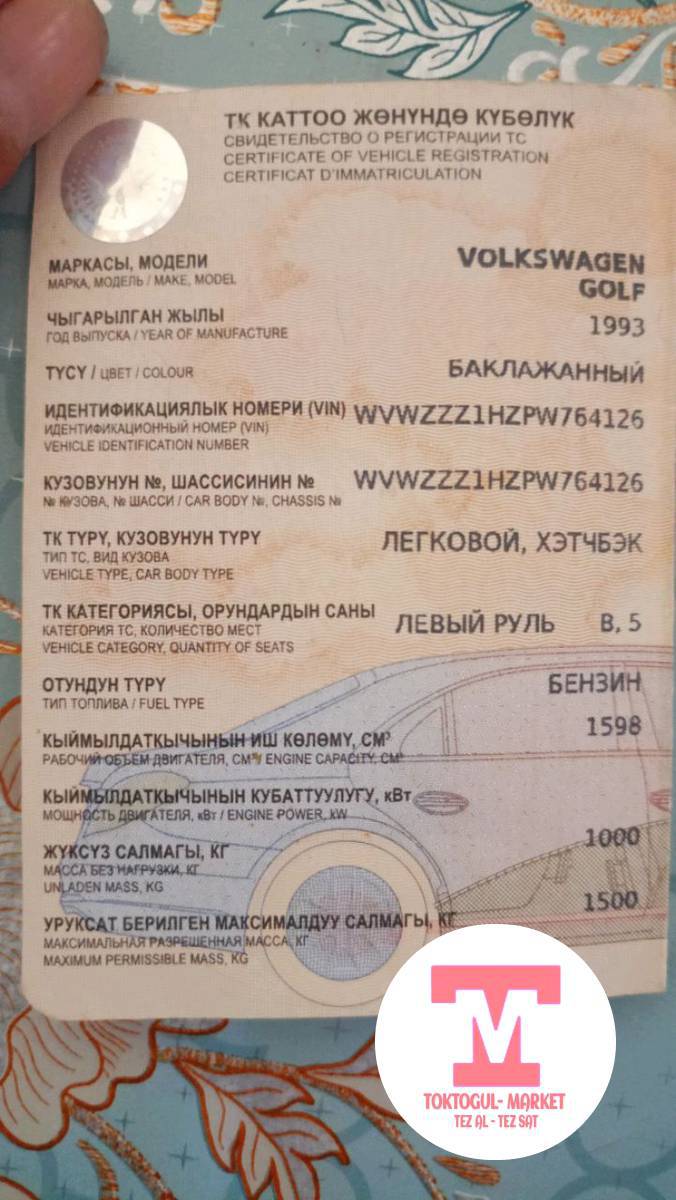 ТК КАТТОО ЖӨНҮНДӨ КҮБӨЛҮК
СВИДЕТЕЛЬСТВО О РЕГИСТРАЦИИ ТС
CERTIFICATE OF VEHICLE REGISTRATION
CERTIFICAT D'IMMATRICULATION
МАРКАСЫ, МОДЕЛИ
МАРКА, МОДЕЛЬ / MAKE, MODEL
VOLKSWAGEN
GOLF
ЧЫГАРЫЛГАН ЖЫЛЫ
ГОД ВЫПУСКА / YEAR OF MANUFACTURE
1993
ТҮСҮ / ЦВЕТ / COLOUR
БАКЛАЖАННЫЙ
ИДЕНТИФИКАЦИЯЛЫК НОМЕРИ (VIN)
ИДЕНТИФИКАЦИОННЫЙ НОМЕР (VIN)
VEHICLE IDENTIFICATION NUMBER
WVWZZZ1HZPW764126
КУЗОВУНУН №, ШАССИСИНИН №
№ КУЗОВА, № ШАССИ / CAR BODY №, CHASSIS №
WVWZZZ1HZPW764126
ТК ТҮРҮ, КУЗОВУНУН ТҮРҮ
ТИП ТС, ВИД КУЗОВА
VEHICLE TYPE, CAR BODY TYPE
ЛЕГКОВОЙ, ХЭТЧБЭК
ТК КАТЕГОРИЯСЫ, ОРУНДАРДЫН САНЫ
КАТЕГОРИЯ ТС, КОЛИЧЕСТВО МЕСТ
VEHICLE CATEGORY, QUANTITY OF SEATS
ЛЕВЫЙ РУЛЬ B, 5
ОТУНДУН ТҮРҮ
ТИП ТОПЛИВА / FUEL TYPE
БЕНЗИН
КЫЙМЫЛДАТКЫЧЫНЫН ИШ КӨЛӨМҮ, СМ³
РАБОЧИЙ ОБЪЕМ ДВИГАТЕЛЯ, СМ³/ ENGINE CAPACITY, СМ³
1598
КЫЙМЫЛДАТКЫЧЫНЫН КУБАТТУУЛУГУ, кВт
МОЩНОСТЬ ДВИГАТЕЛЯ, кВт / ENGINE POWER, kW
ЖҮКСҮЗ САЛМАГЫ, КГ
МАССА БЕЗ НАГРУЗКИ, КГ
UNLADEN MASS, KG
1000
УРУКСАТ БЕРИЛГЕН МАКСИМАЛДУУ САЛМАГЫ, КГ
МАКСИМАЛЬНАЯ РАЗРЕШЕННАЯ МАССА, КГ
MAXIMUM PERMISSIBLE MASS, KG
1500
TM
TOKTOGUL- MARKET
TEZ AL - TEZ SAT